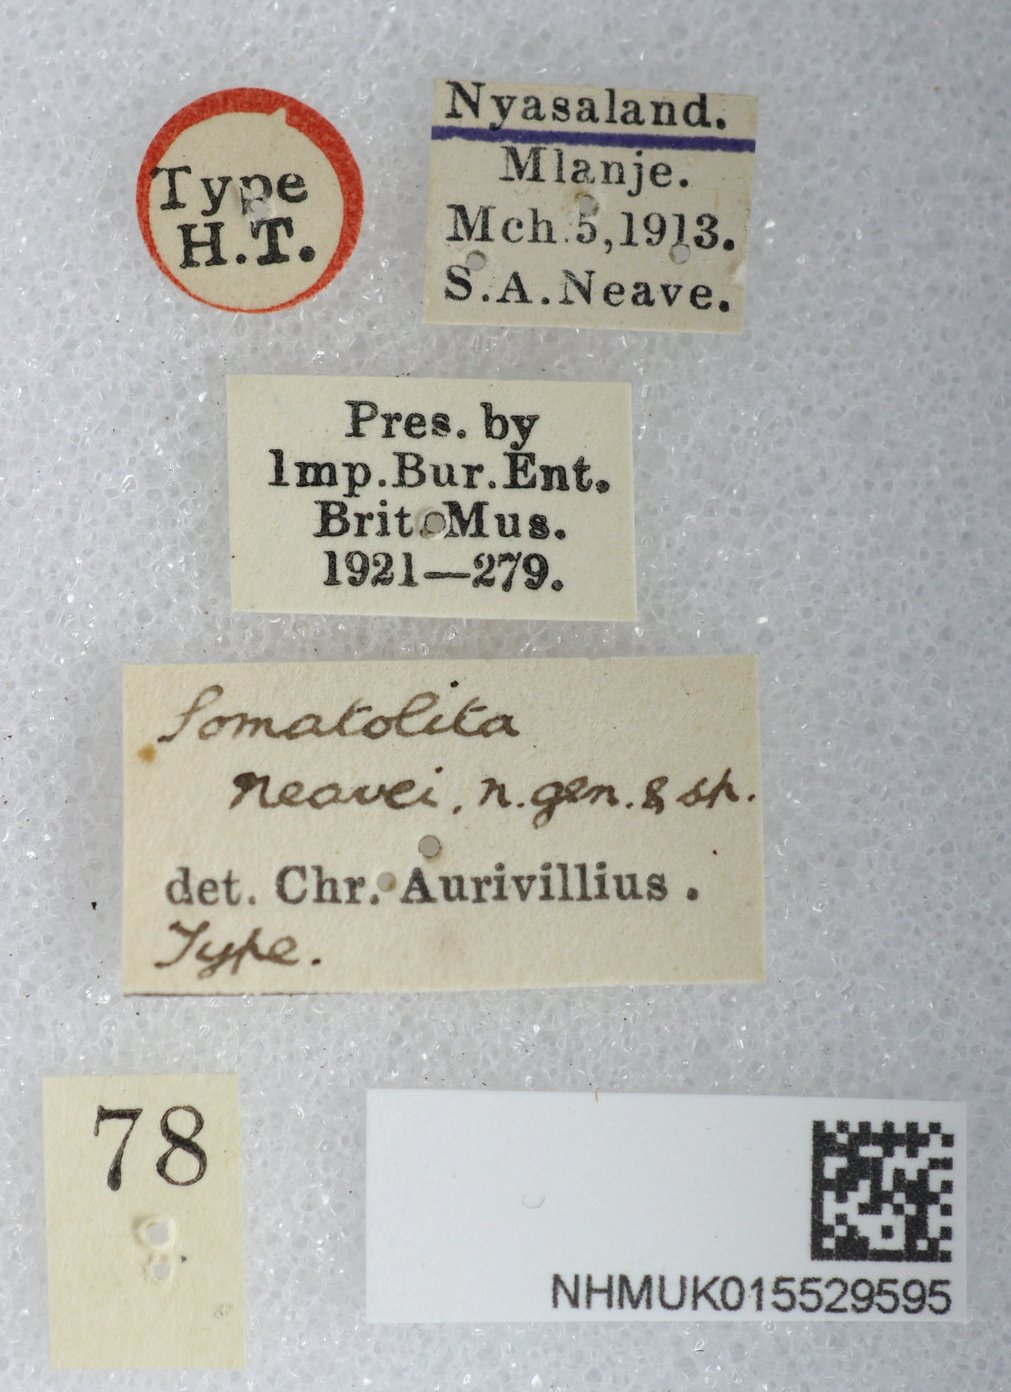 Type
H.T.
Nyasaland.
Mlanje.
Mch.5,1913.
S.A.Neave.
Pres. by
1mp.Bur.Ent.
Brit. Mus.
1921—279.
Somatolita
neavei, n. gen. & sp.
det. Chr. Aurivillius.
Type.
78
NHMUK015529595